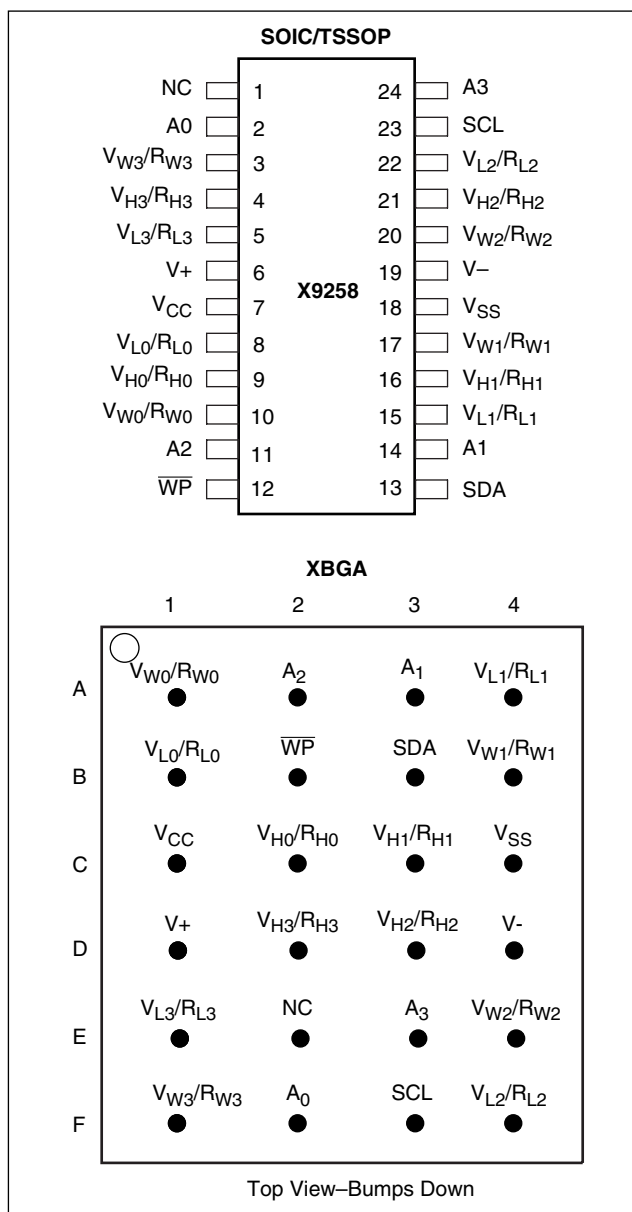 SOIC/TSSOP
NC 1 24 A3
A0 2 23 SCL
VW3/RW3 3 22 VL2/RL2
VH3/RH3 4 21 VH2/RH2
VL3/RL3 5 20 VW2/RW2
V+ 6 19 V–
X9258
VCC 7 18 VSS
VL0/RL0 8 17 VW1/RW1
VH0/RH0 9 16 VH1/RH1
VW0/RW0 10 15 VL1/RL1
A2 11 14 A1
W̅P̅ 12 13 SDA
XBGA
1 2 3 4
A VW0/RW0 A2 A1 VL1/RL1
B VL0/RL0 W̅P̅ SDA VW1/RW1
C VCC VH0/RH0 VH1/RH1 VSS
D V+ VH3/RH3 VH2/RH2 V-
E VL3/RL3 NC A3 VW2/RW2
F VW3/RW3 A0 SCL VL2/RL2
Top View–Bumps Down